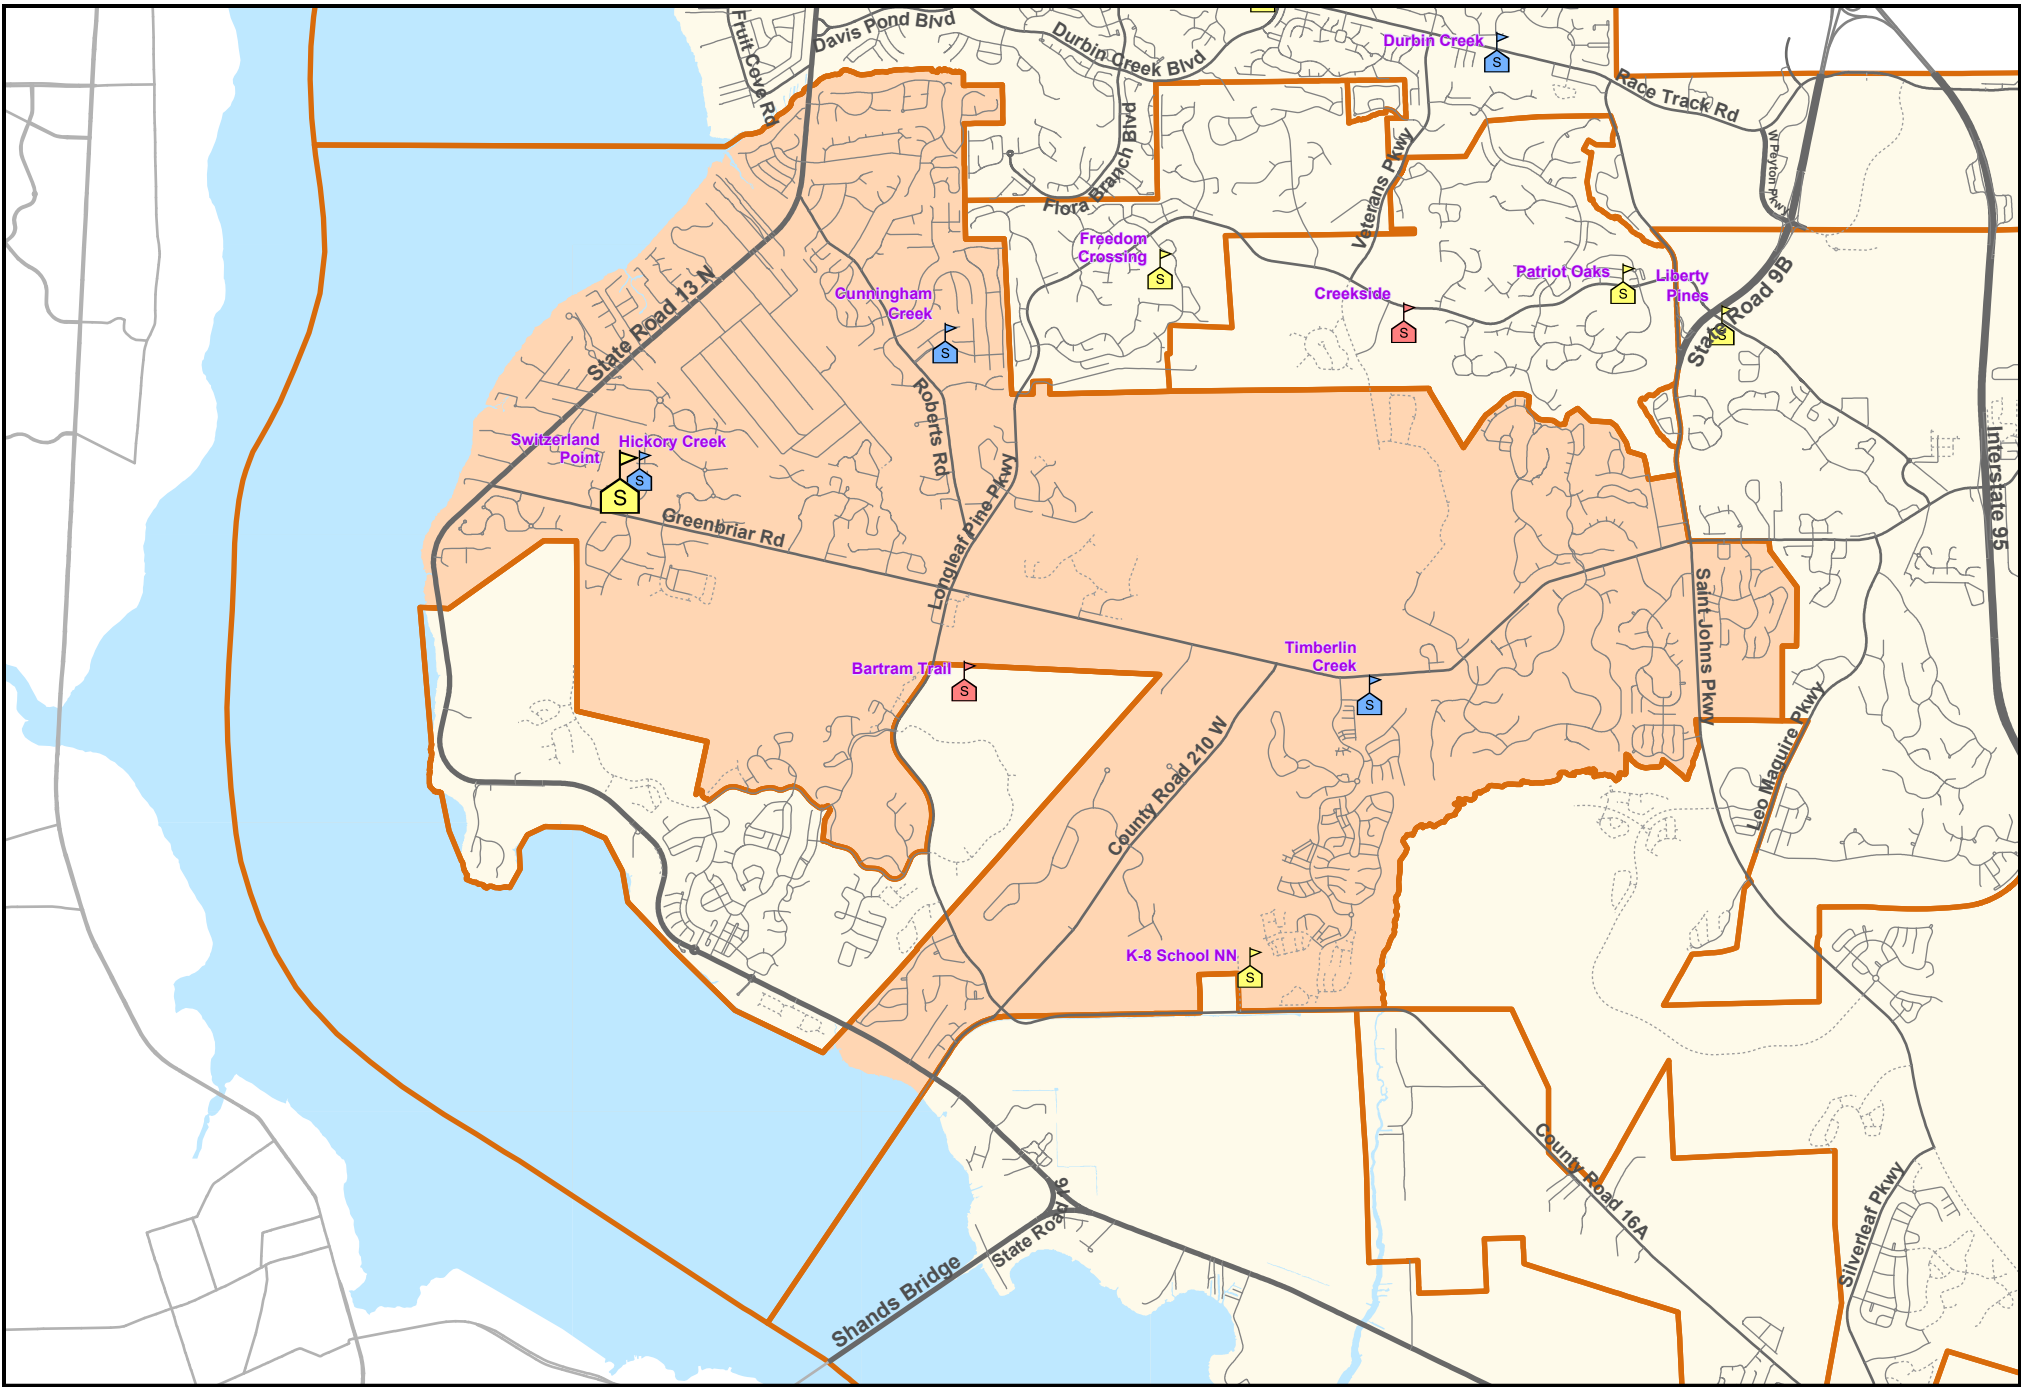 Fruit Cove Rd
Davis Pond Blvd
Durbin Creek Blvd
Durbin Creek
S
Race Track Rd
W Peyton Pkwy
Flora Branch Blvd
Veterans Pkwy
Freedom
Crossing
S
Creekside
S
Patriot Oaks
S
Liberty
Pines
S
State Road 9B
State Road 13 N
Cunningham
Creek
S
Roberts Rd
Interstate 95
Switzerland
Point
S
Hickory Creek
S
Greenbriar Rd
Longleaf Pine Pkwy
Saint Johns Pkwy
Bartram Trail
S
Timberlin
Creek
S
County Road 210 W
Leo Maguire Pkwy
K-8 School NN
S
County Road 16A
Silverleaf Pkwy
State Road 16
Shands Bridge